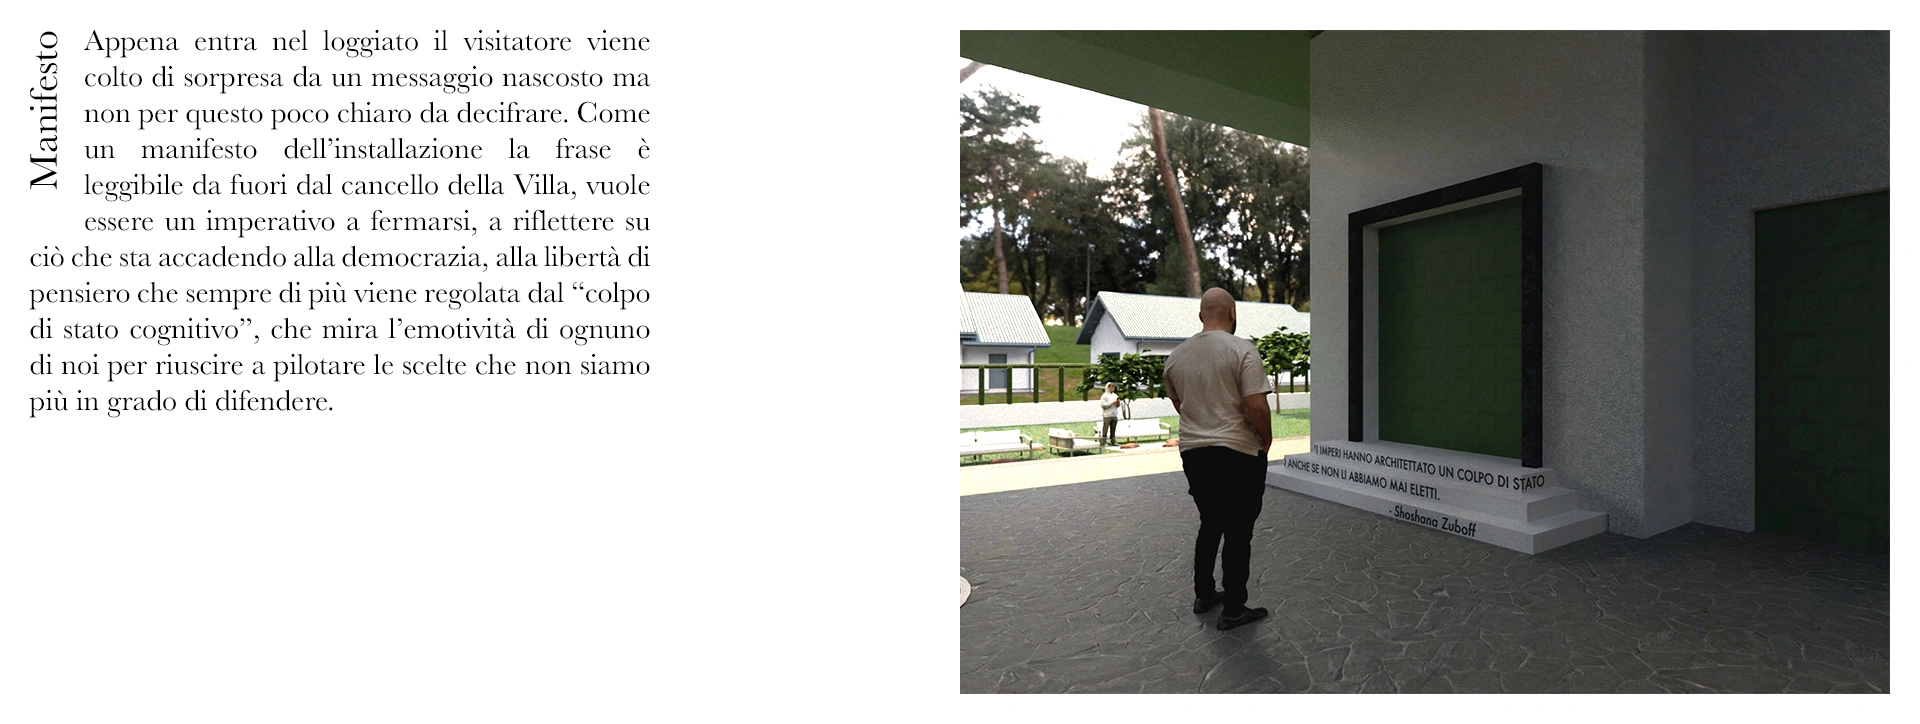 Manifesto
Appena entra nel loggiato il visitatore viene
colto di sorpresa da un messaggio nascosto ma
non per questo poco chiaro da decifrare. Come
un manifesto dell’installazione la frase è
leggibile da fuori dal cancello della Villa, vuole
essere un imperativo a fermarsi, a riflettere su
ciò che sta accadendo alla democrazia, alla libertà di
pensiero che sempre di più viene regolata dal “colpo
di stato cognitivo”, che mira l’emotività di ognuno
di noi per riuscire a pilotare le scelte che non siamo
più in grado di difendere.
"I IMPERI HANNO ARCHITETTATO UN COLPO DI STATO
ANCHE SE NON LI ABBIAMO MAI ELETTI.
- Shoshana Zuboff